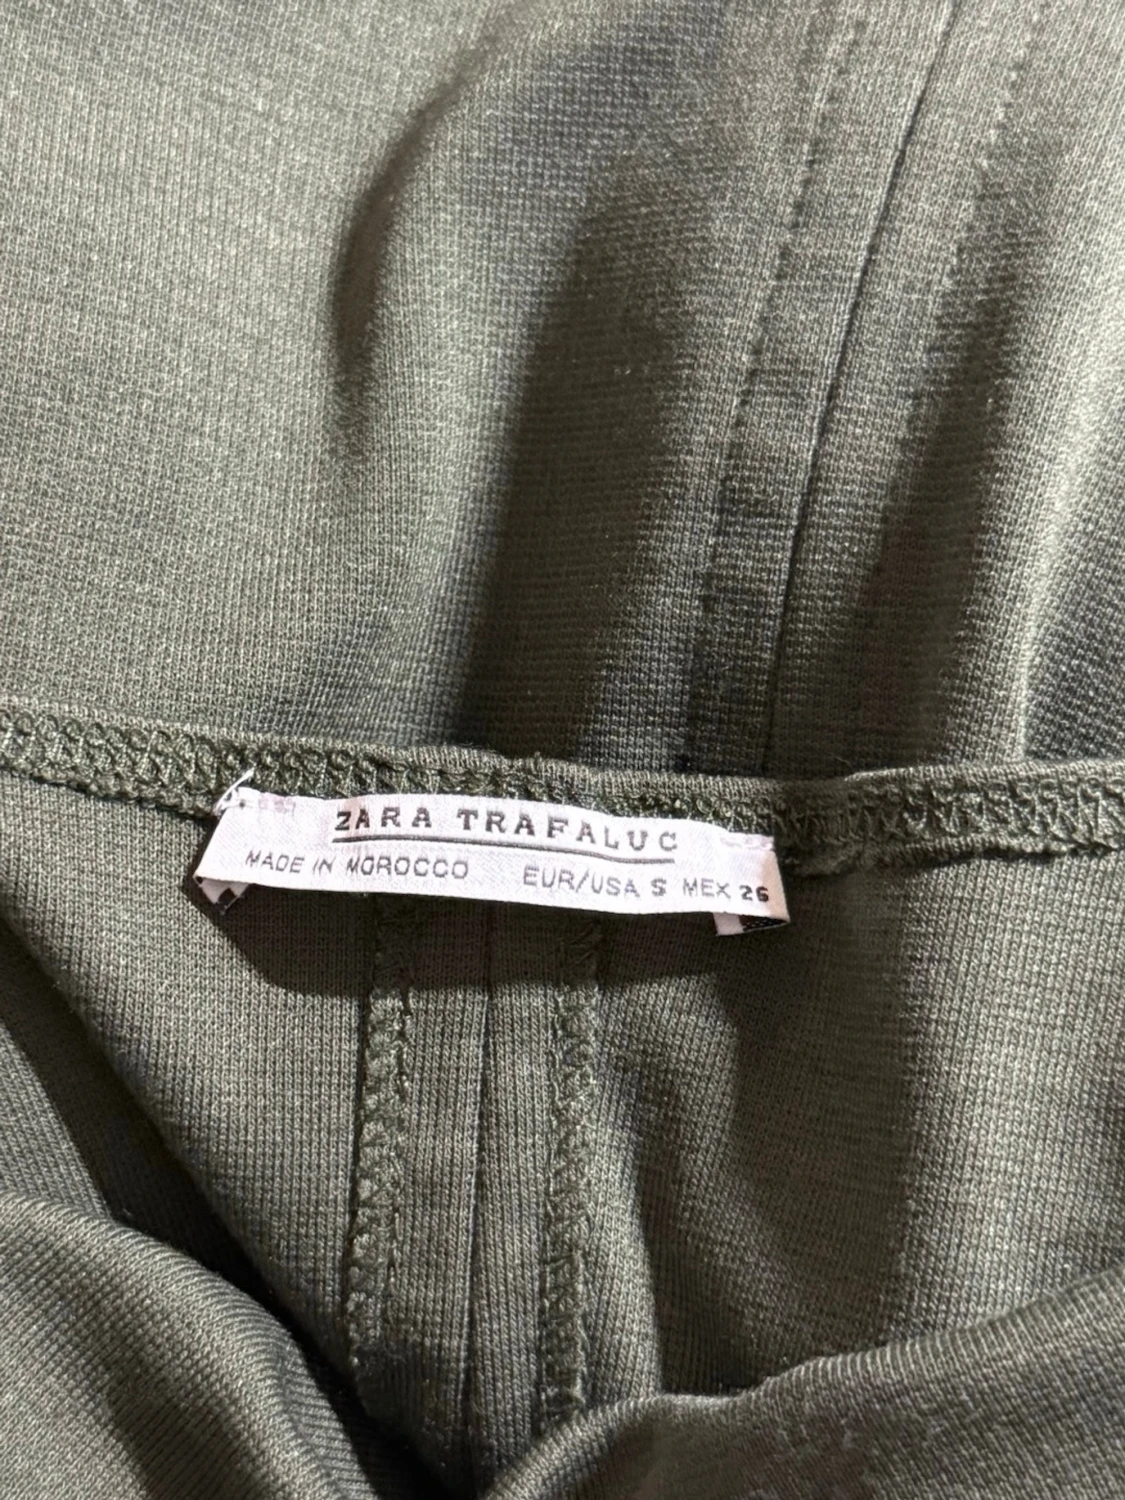 ZARA TRAFALUC
MADE IN MOROCCO EUR/USA S MEX 26